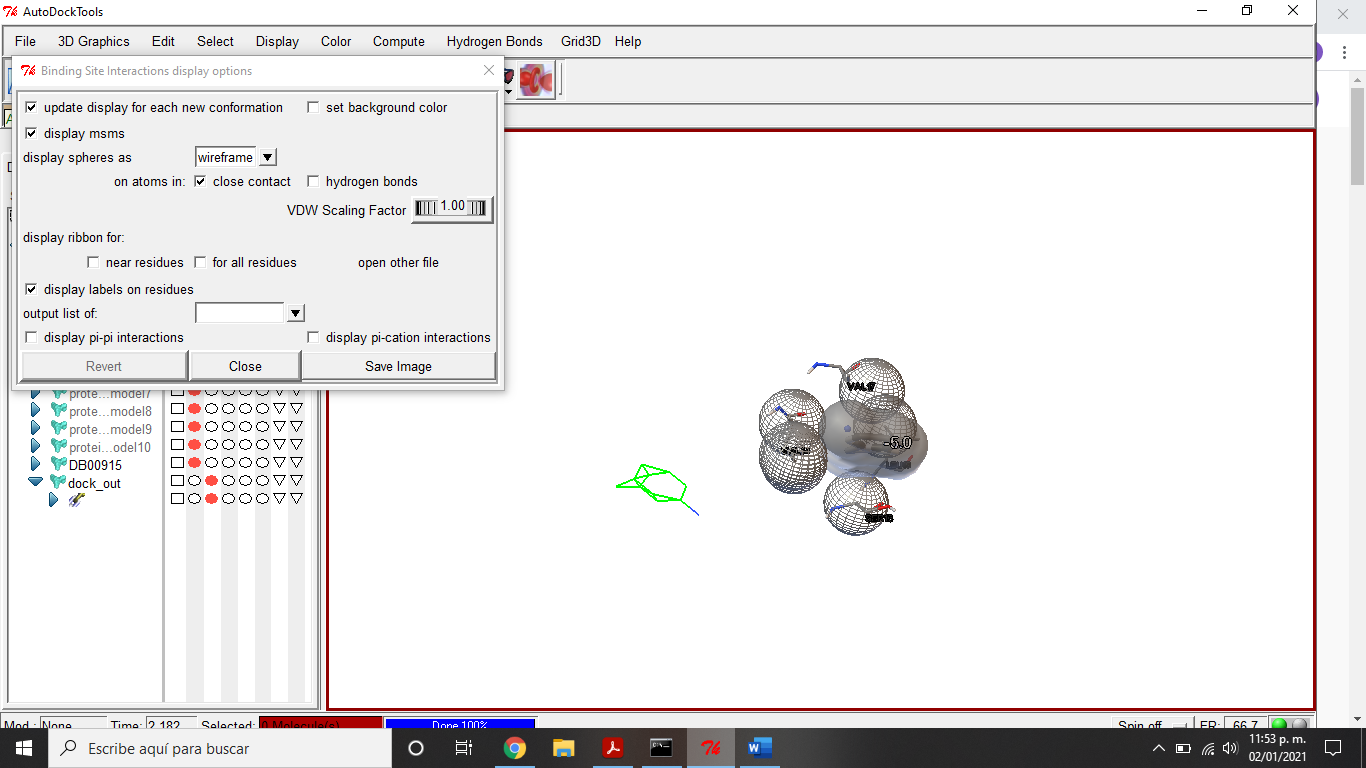 AutoDockTools
File 3D Graphics Edit Select Display Color Compute Hydrogen Bonds Grid3D Help
Binding Site Interactions display options
update display for each new conformation set background color
display msms
display spheres as wireframe
on atoms in: close contact hydrogen bonds
VDW Scaling Factor 1.00
display ribbon for:
near residues for all residues open other file
display labels on residues
output list of:
display pi-pi interactions display pi-cation interactions
Revert Close Save Image
prote...model7
prote...model8
prote...model9
protei...odel10
DB00915
dock_out
-5.0
Mod.: None Time: 2.182 Selected: 0 Molecule(s) Done 100% Spin off FR: 66.7
Escribe aquí para buscar
11:53 p. m.
02/01/2021